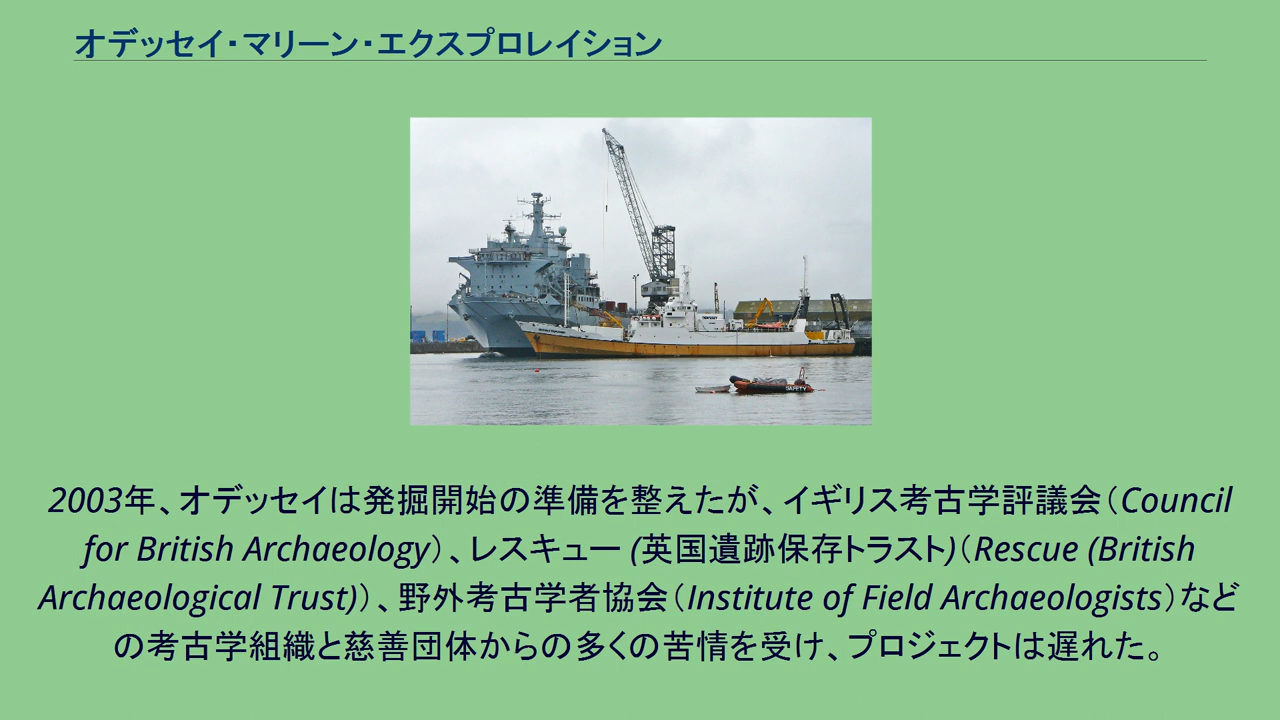 オデッセイ・マリーン・エクスプロレイション
SAFETY
2003年、オデッセイは発掘開始の準備を整えたが、イギリス考古学評議会（Council
for British Archaeology）、レスキュー (英国遺跡保存トラスト)（Rescue (British
Archaeological Trust)）、野外考古学者協会（Institute of Field Archaeologists）など
の考古学組織と慈善団体からの多くの苦情を受け、プロジェクトは遅れた。